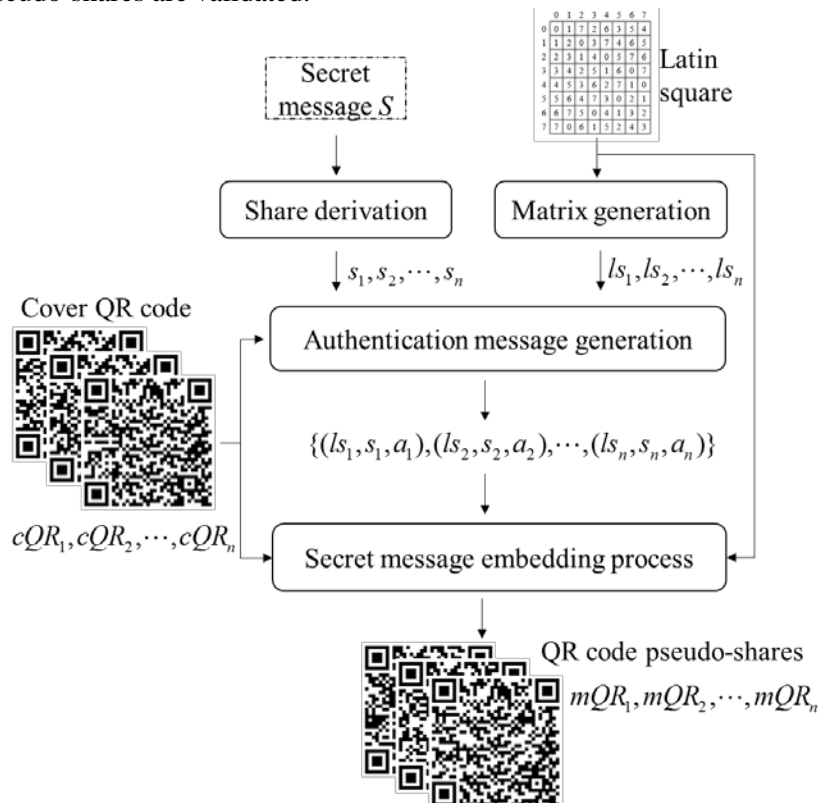 eudo-shares are validated.
0 1 2 3 4 5 6 7
0 0 1 7 2 6 3 5 4
1 1 2 0 3 7 4 6 5
2 2 3 1 4 0 5 7 6
3 3 4 2 5 1 6 0 7
4 4 5 3 6 2 7 1 0
5 5 6 4 7 3 0 2 1
6 6 7 5 0 4 1 3 2
7 7 0 6 1 5 2 4 3
Latin
square
Secret
message S
Share derivation
Matrix generation
s₁,s₂,⋯,sₙ
ls₁,ls₂,⋯,lsₙ
Cover QR code
Authentication message generation
{(ls₁,s₁,a₁),(ls₂,s₂,a₂),⋯,(lsₙ,sₙ,aₙ)}
cQR₁,cQR₂,⋯,cQRₙ
Secret message embedding process
QR code pseudo-shares
mQR₁,mQR₂,⋯,mQRₙ